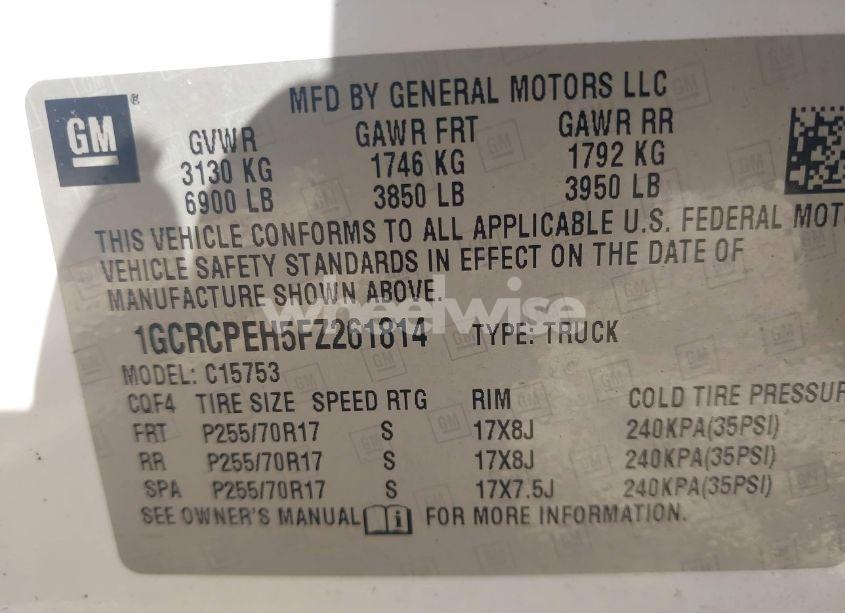 GM
MFD BY GENERAL MOTORS LLC
GVWR GAWR FRT GAWR RR
3130 KG 1746 KG 1792 KG
6900 LB 3850 LB 3950 LB
THIS VEHICLE CONFORMS TO ALL APPLICABLE U.S. FEDERAL MOTO
VEHICLE SAFETY STANDARDS IN EFFECT ON THE DATE OF
MANUFACTURE SHOWN ABOVE.
wheelwise
1GCRCPEH5FZ261814 TYPE: TRUCK
MODEL: C15753
CQF4 TIRE SIZE SPEED RTG RIM COLD TIRE PRESSUR
FRT P255/70R17 S 17X8J 240KPA(35PSI)
RR P255/70R17 S 17X8J 240KPA(35PSI)
SPA P255/70R17 S 17X7.5J 240KPA(35PSI)
SEE OWNER'S MANUAL i FOR MORE INFORMATION.